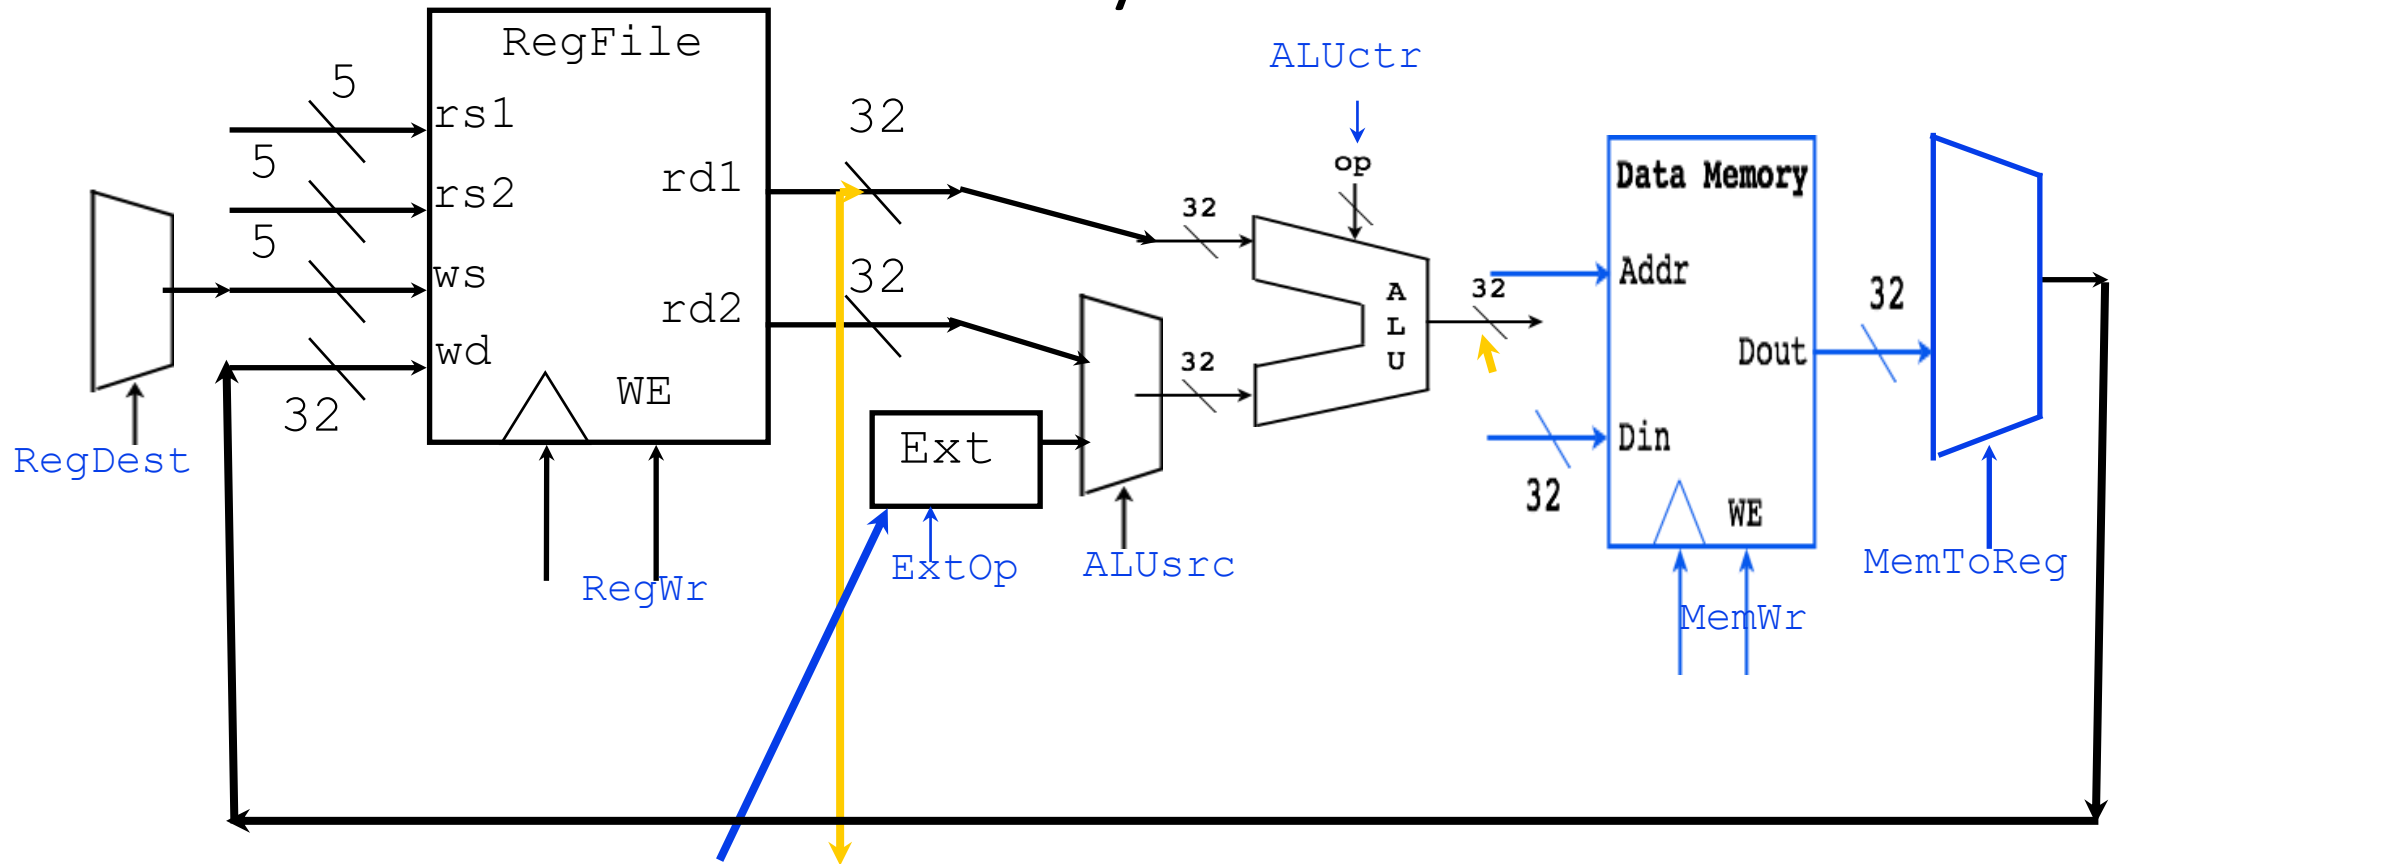 RegFile
5
rs1
5
rs2
5
ws
wd
32
WE
RegDest
RegWr
rd1
32
rd2
32
Ext
ExtOp
ALUsrc
32
32
ALUctr
op
A
L
U
32
Data Memory
Addr
Dout
Din
32
WE
MemWr
32
MemToReg